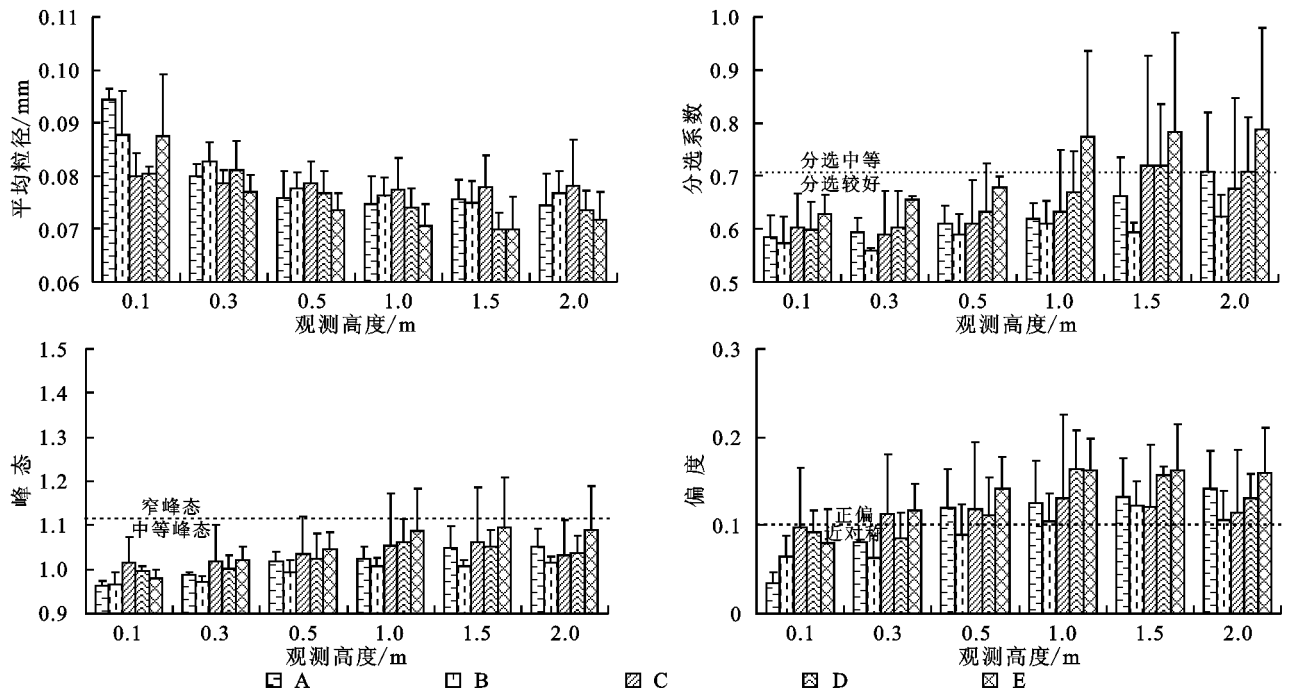 平均粒径/mm
0.11
0.10
0.09
0.08
0.07
0.06
0.1 0.3 0.5 1.0 1.5 2.0
观测高度/m
分选系数
1.0
0.9
0.8
0.7
0.6
0.5
分选中等
分选较好
0.1 0.3 0.5 1.0 1.5 2.0
观测高度/m
峰态
1.5
1.4
1.3
1.2
1.1
1.0
0.9
窄峰态
中等峰态
0.1 0.3 0.5 1.0 1.5 2.0
观测高度/m
偏度
0.3
0.2
0.1
0
正偏
近对称
0.1 0.3 0.5 1.0 1.5 2.0
观测高度/m
A B C D E